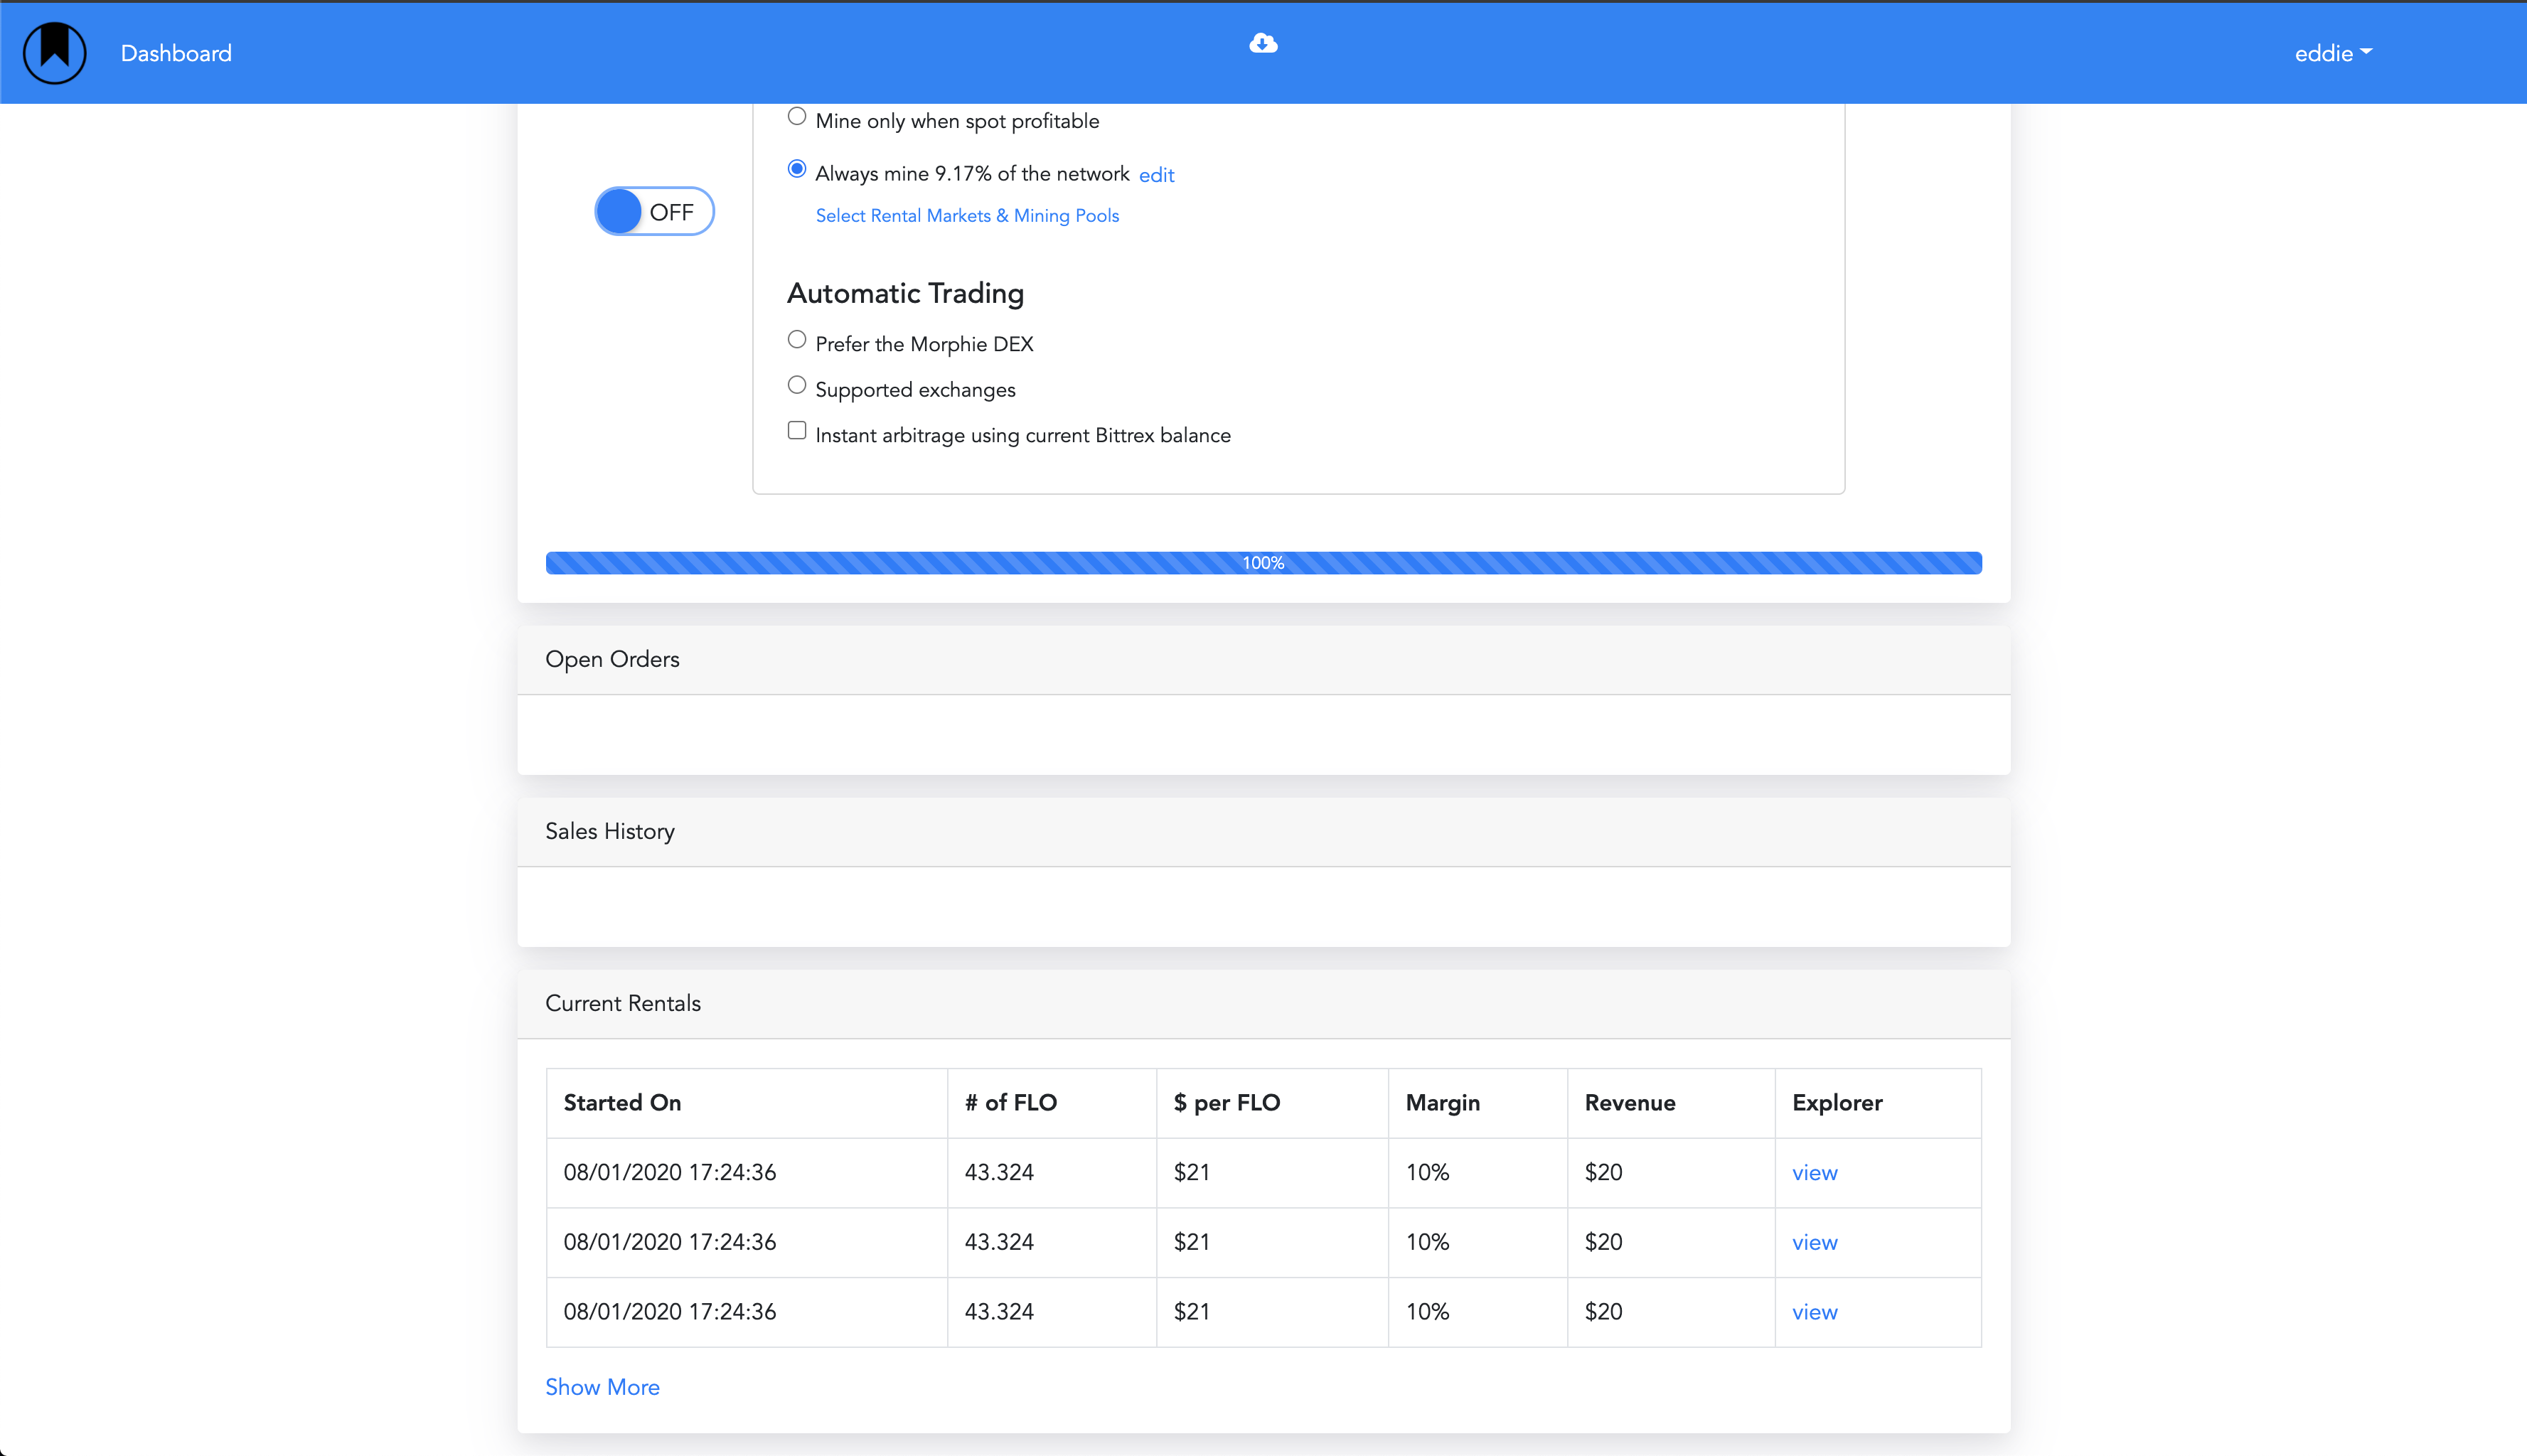 Dashboard
eddie
Mine only when spot profitable
Always mine 9.17% of the network edit
Select Rental Markets & Mining Pools
OFF
Automatic Trading
Prefer the Morphie DEX
Supported exchanges
Instant arbitrage using current Bittrex balance
100%
Open Orders
Sales History
Current Rentals
Started On # of FLO $ per FLO Margin Revenue Explorer
08/01/2020 17:24:36 43.324 $21 10% $20 view
08/01/2020 17:24:36 43.324 $21 10% $20 view
08/01/2020 17:24:36 43.324 $21 10% $20 view
Show More